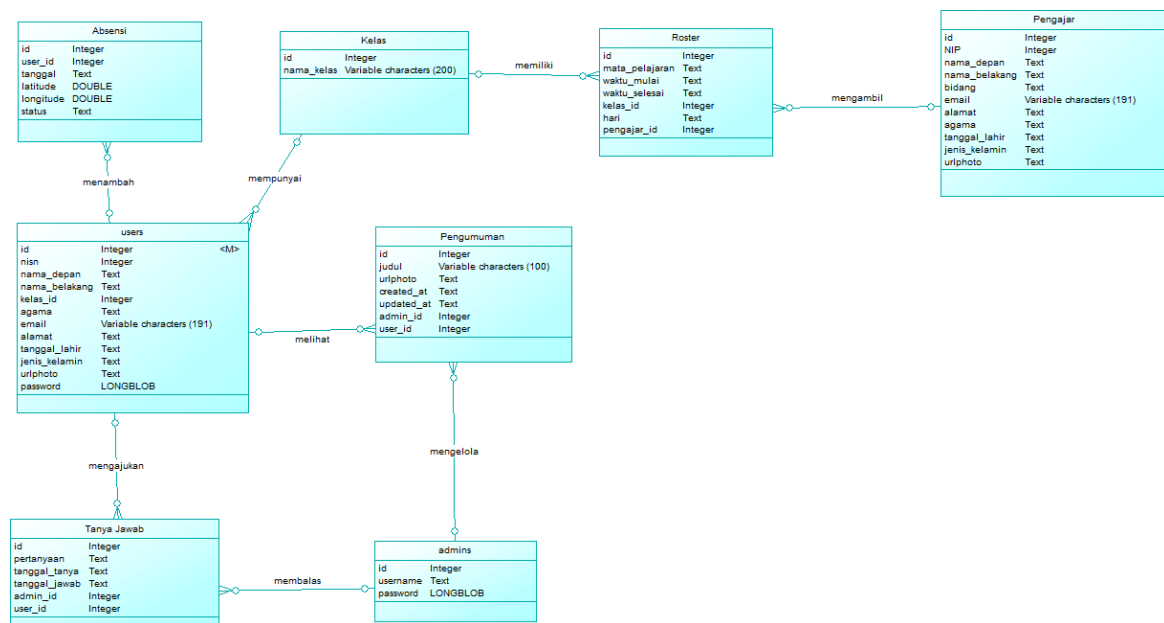 Absensi
id Integer
user_id Integer
tanggal Text
latitude DOUBLE
longitude DOUBLE
status Text
Kelas
id Integer
nama_kelas Variable characters (200)
memiliki
Roster
id Integer
mata_pelajaran Text
waktu_mulai Text
waktu_selesai Text
kelas_id Integer
hari Text
pengajar_id Integer
mengambil
Pengajar
id Integer
NIP Integer
nama_depan Text
nama_belakang Text
bidang Text
email Variable characters (191)
alamat Text
agama Text
tanggal_lahir Text
jenis_kelamin Text
urlphoto Text
menambah
mempunyai
users
id Integer <M>
nisn Integer
nama_depan Text
nama_belakang Text
kelas_id Integer
agama Text
email Variable characters (191)
alamat Text
tanggal_lahir Text
jenis_kelamin Text
urlphoto Text
password LONGBLOB
melihat
Pengumuman
id Integer
judul Variable characters (100)
urlphoto Text
created_at Text
updated_at Text
admin_id Integer
user_id Integer
mengajukan
mengelola
Tanya Jawab
id Integer
pertanyaan Text
tanggal_tanya Text
tanggal_jawab Text
admin_id Integer
user_id Integer
membalas
admins
id Integer
username Text
password LONGBLOB